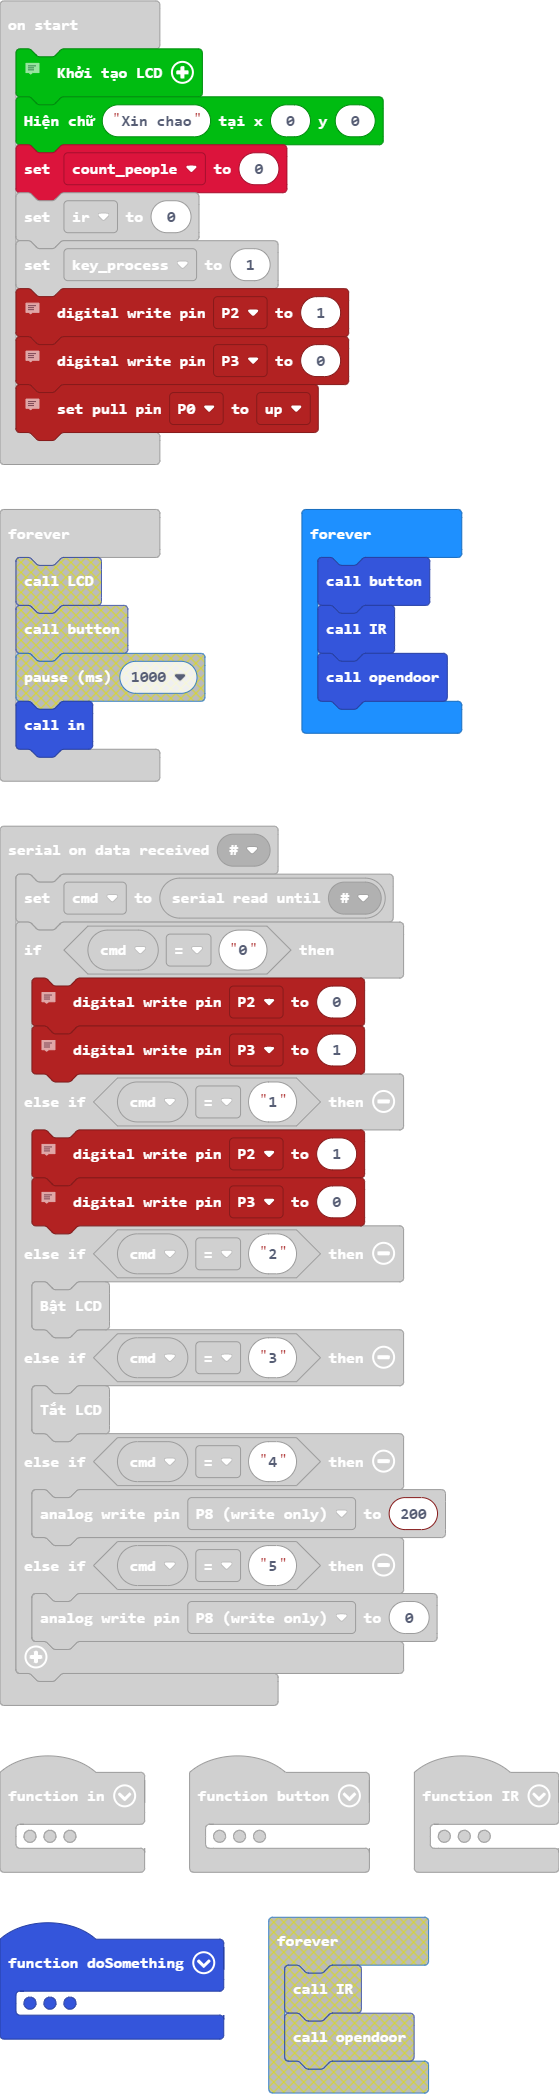 on start
Khởi tạo LCD
Hiện chữ "Xin chao" tại x 0 y 0
set count_people to 0
set ir to 0
set key_process to 1
digital write pin P2 to 1
digital write pin P3 to 0
set pull pin P0 to up
forever
call LCD
call button
pause (ms) 1000
call in
forever
call button
call IR
call opendoor
serial on data received #
set cmd to serial read until #
if cmd = "0" then
digital write pin P2 to 0
digital write pin P3 to 1
else if cmd = "1" then
digital write pin P2 to 1
digital write pin P3 to 0
else if cmd = "2" then
Bật LCD
else if cmd = "3" then
Tắt LCD
else if cmd = "4" then
analog write pin P8 (write only) to 200
else if cmd = "5" then
analog write pin P8 (write only) to 0
function in
function button
function IR
function doSomething
forever
call IR
call opendoor